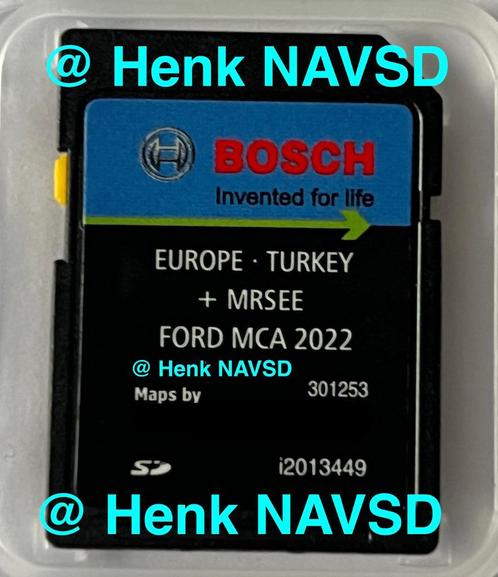 @ Henk NAVSD
BOSCH
Invented for life
EUROPE · TURKEY
+ MRSEE
FORD MCA 2022
@ Henk NAVSD
Maps by
301253
SD
i2013449
@ Henk NAVSD